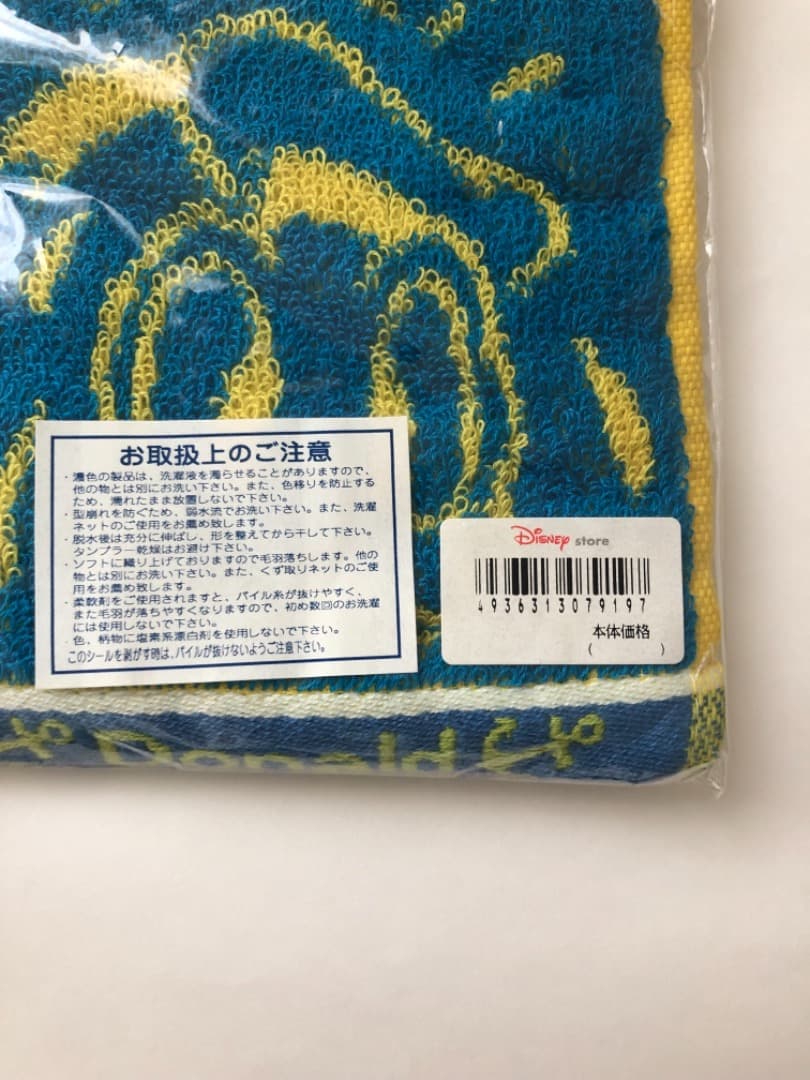 お取扱上のご注意
・濃色の製品は、洗濯液を濁らせることがありますので、
他の物とは別にお洗い下さい。また、色移りを防止する
ため、濡れたまま放置しないで下さい。
・型崩れを防ぐため、弱水流でお洗い下さい。また、洗濯
ネットのご使用をお薦め致します。
・脱水後は充分に伸ばし、形を整えてから干して下さい。
タンブラー乾燥はお避け下さい。
・ソフトに織り上げておりますので毛羽落ちします。他の
物とは別にお洗い下さい。また、くず取りネットのご使
用をお薦め致します。
・柔軟剤をご使用されますと、パイル糸が抜けやすく、
また毛羽が落ちやすくなりますので、初め数回のお洗濯
には使用しないで下さい。
・色、柄物に塩素系漂白剤を使用しないで下さい。
このシールを剥がす時は、パイルが抜けないようご注意下さい。
Disney store
4936313079197
本体価格
( )
Donald